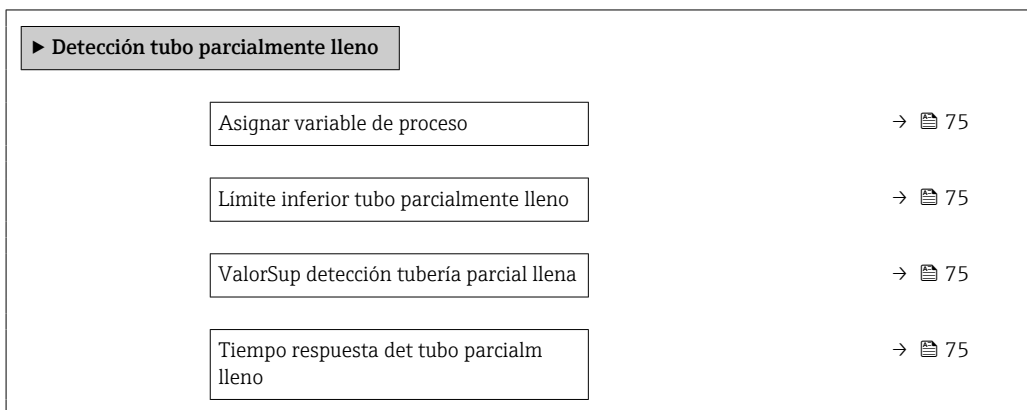 ▶ Detección tubo parcialmente lleno
Asignar variable de proceso → 75
Límite inferior tubo parcialmente lleno → 75
ValorSup detección tubería parcial llena → 75
Tiempo respuesta det tubo parcialm → 75
lleno